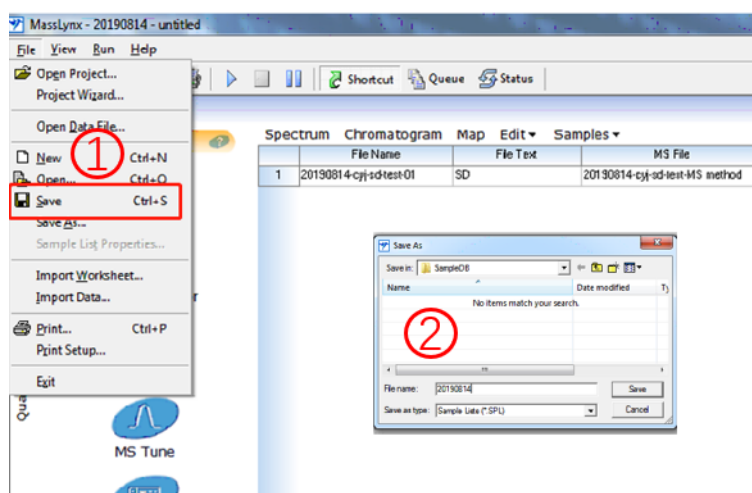 MassLynx - 20190814 - untitled
File View Run Help
Shortcut Queue Status
Open Project...
Project Wizard...
Open Data File...
New Ctrl+N
Open... Ctrl+O
Save Ctrl+S
Save As...
Sample List Properties...
Import Worksheet...
Import Data...
r
Print... Ctrl+P
Print Setup...
Exit
①
Spectrum Chromatogram Map Edit Samples
File Name File Text MS File
1 20190814-cyj-sd-test-01 SD 20190814-cyj-sd-test-MS method
Save As
Save in: SampleDB
Name Date modified Ty
No items match your search.
②
File name: 20190814 Save
Save as type: Sample Lists (*.SPL) Cancel
Qua
MS Tune